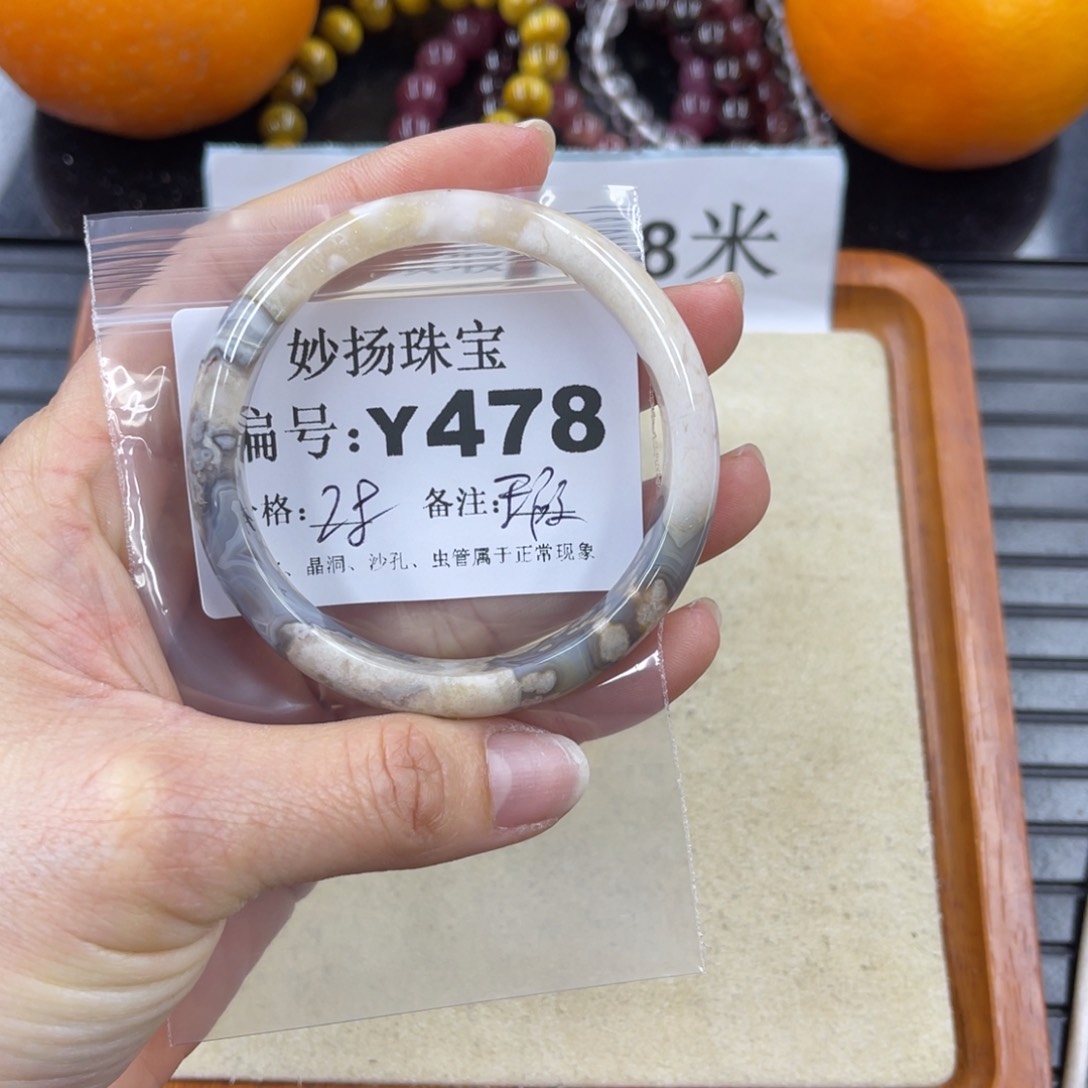 8米
妙扬珠宝
编号:Y478
格:28 备注:
、晶洞、沙孔、虫管属于正常现象